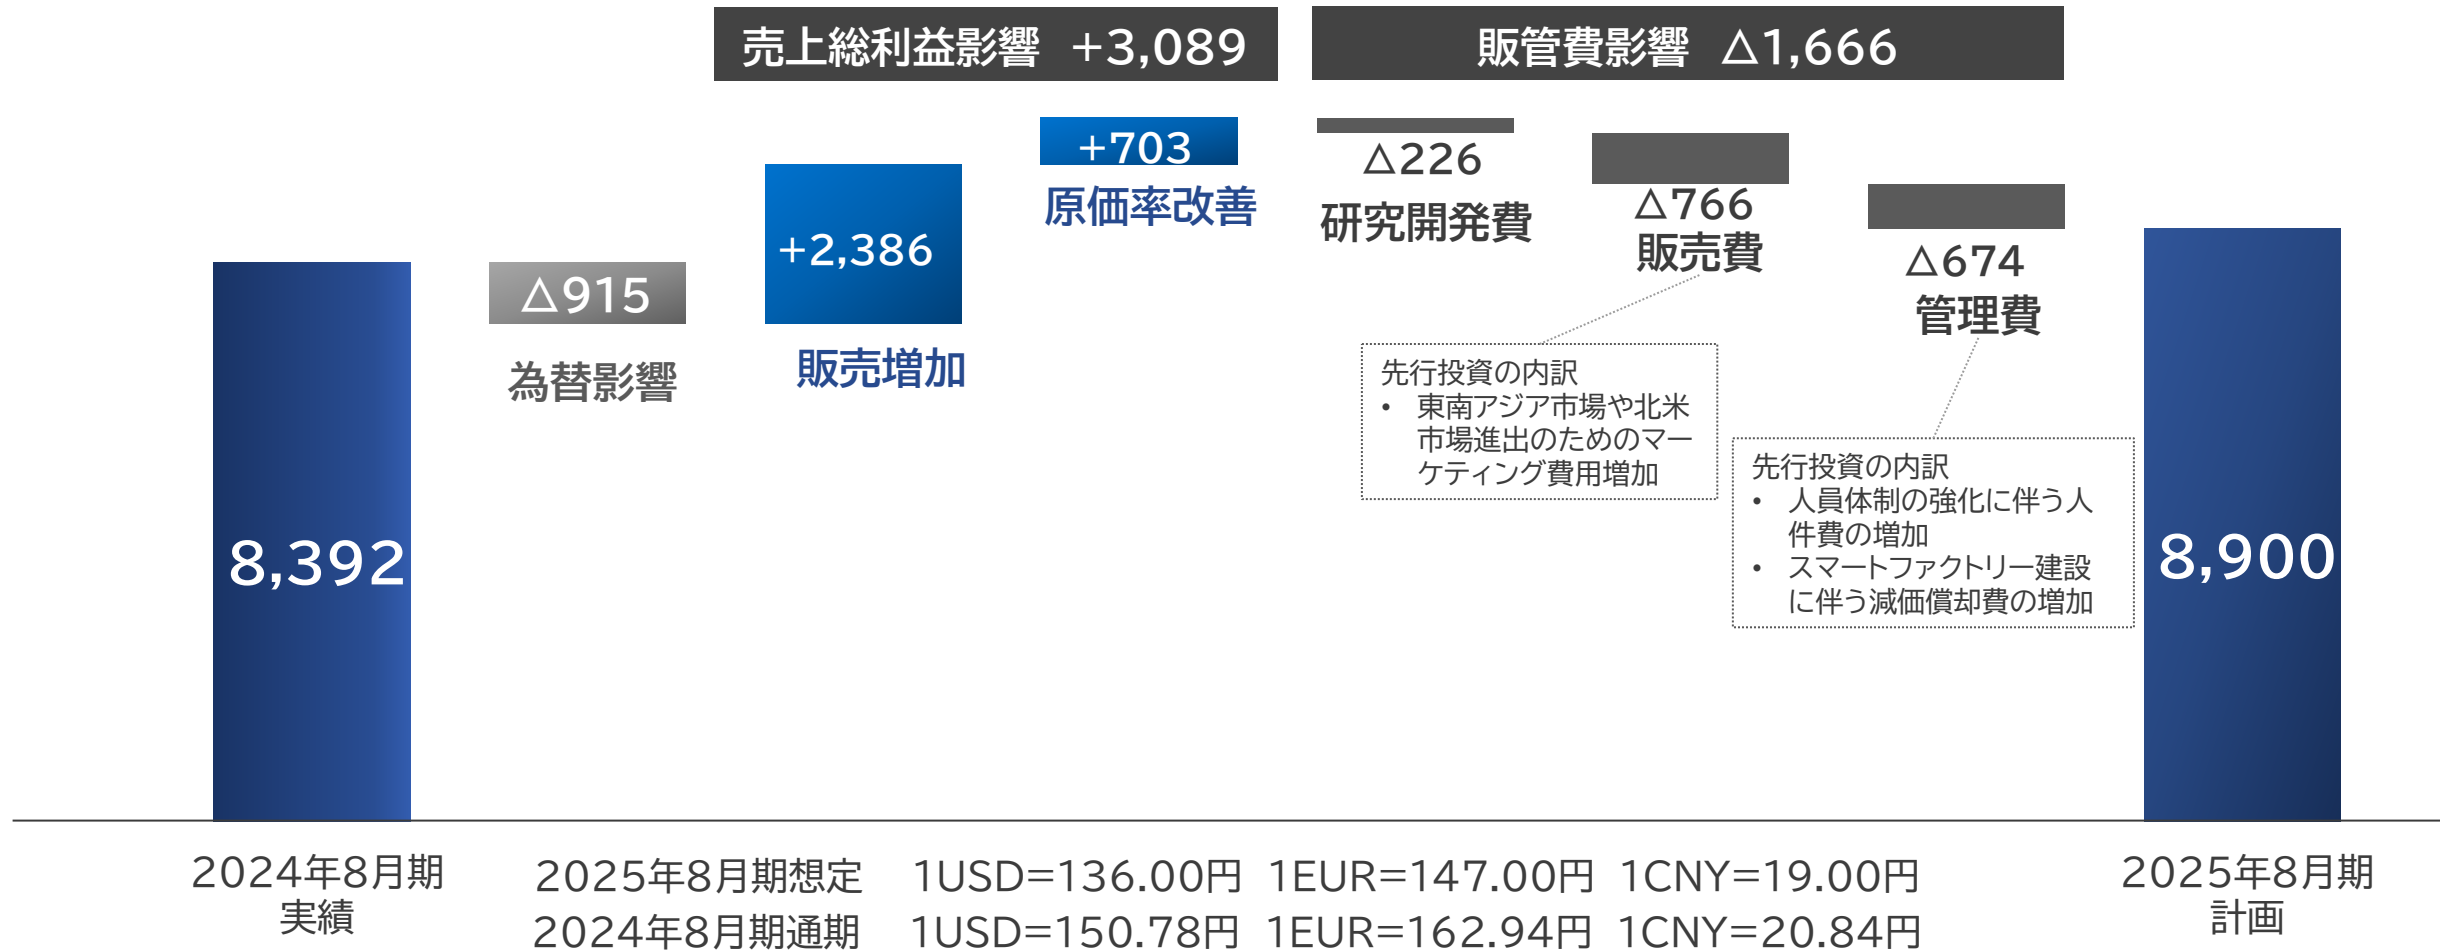 売上総利益影響 +3,089
販管費影響 △1,666
8,392
△915
為替影響
+2,386
販売増加
+703
原価率改善
△226
研究開発費
△766
販売費
△674
管理費
先行投資の内訳
• 東南アジア市場や北米
市場進出のためのマー
ケティング費用増加
先行投資の内訳
• 人員体制の強化に伴う人
件費の増加
• スマートファクトリー建設
に伴う減価償却費の増加
8,900
2024年8月期
実績
2025年8月期想定 1USD=136.00円 1EUR=147.00円 1CNY=19.00円
2024年8月期通期 1USD=150.78円 1EUR=162.94円 1CNY=20.84円
2025年8月期
計画